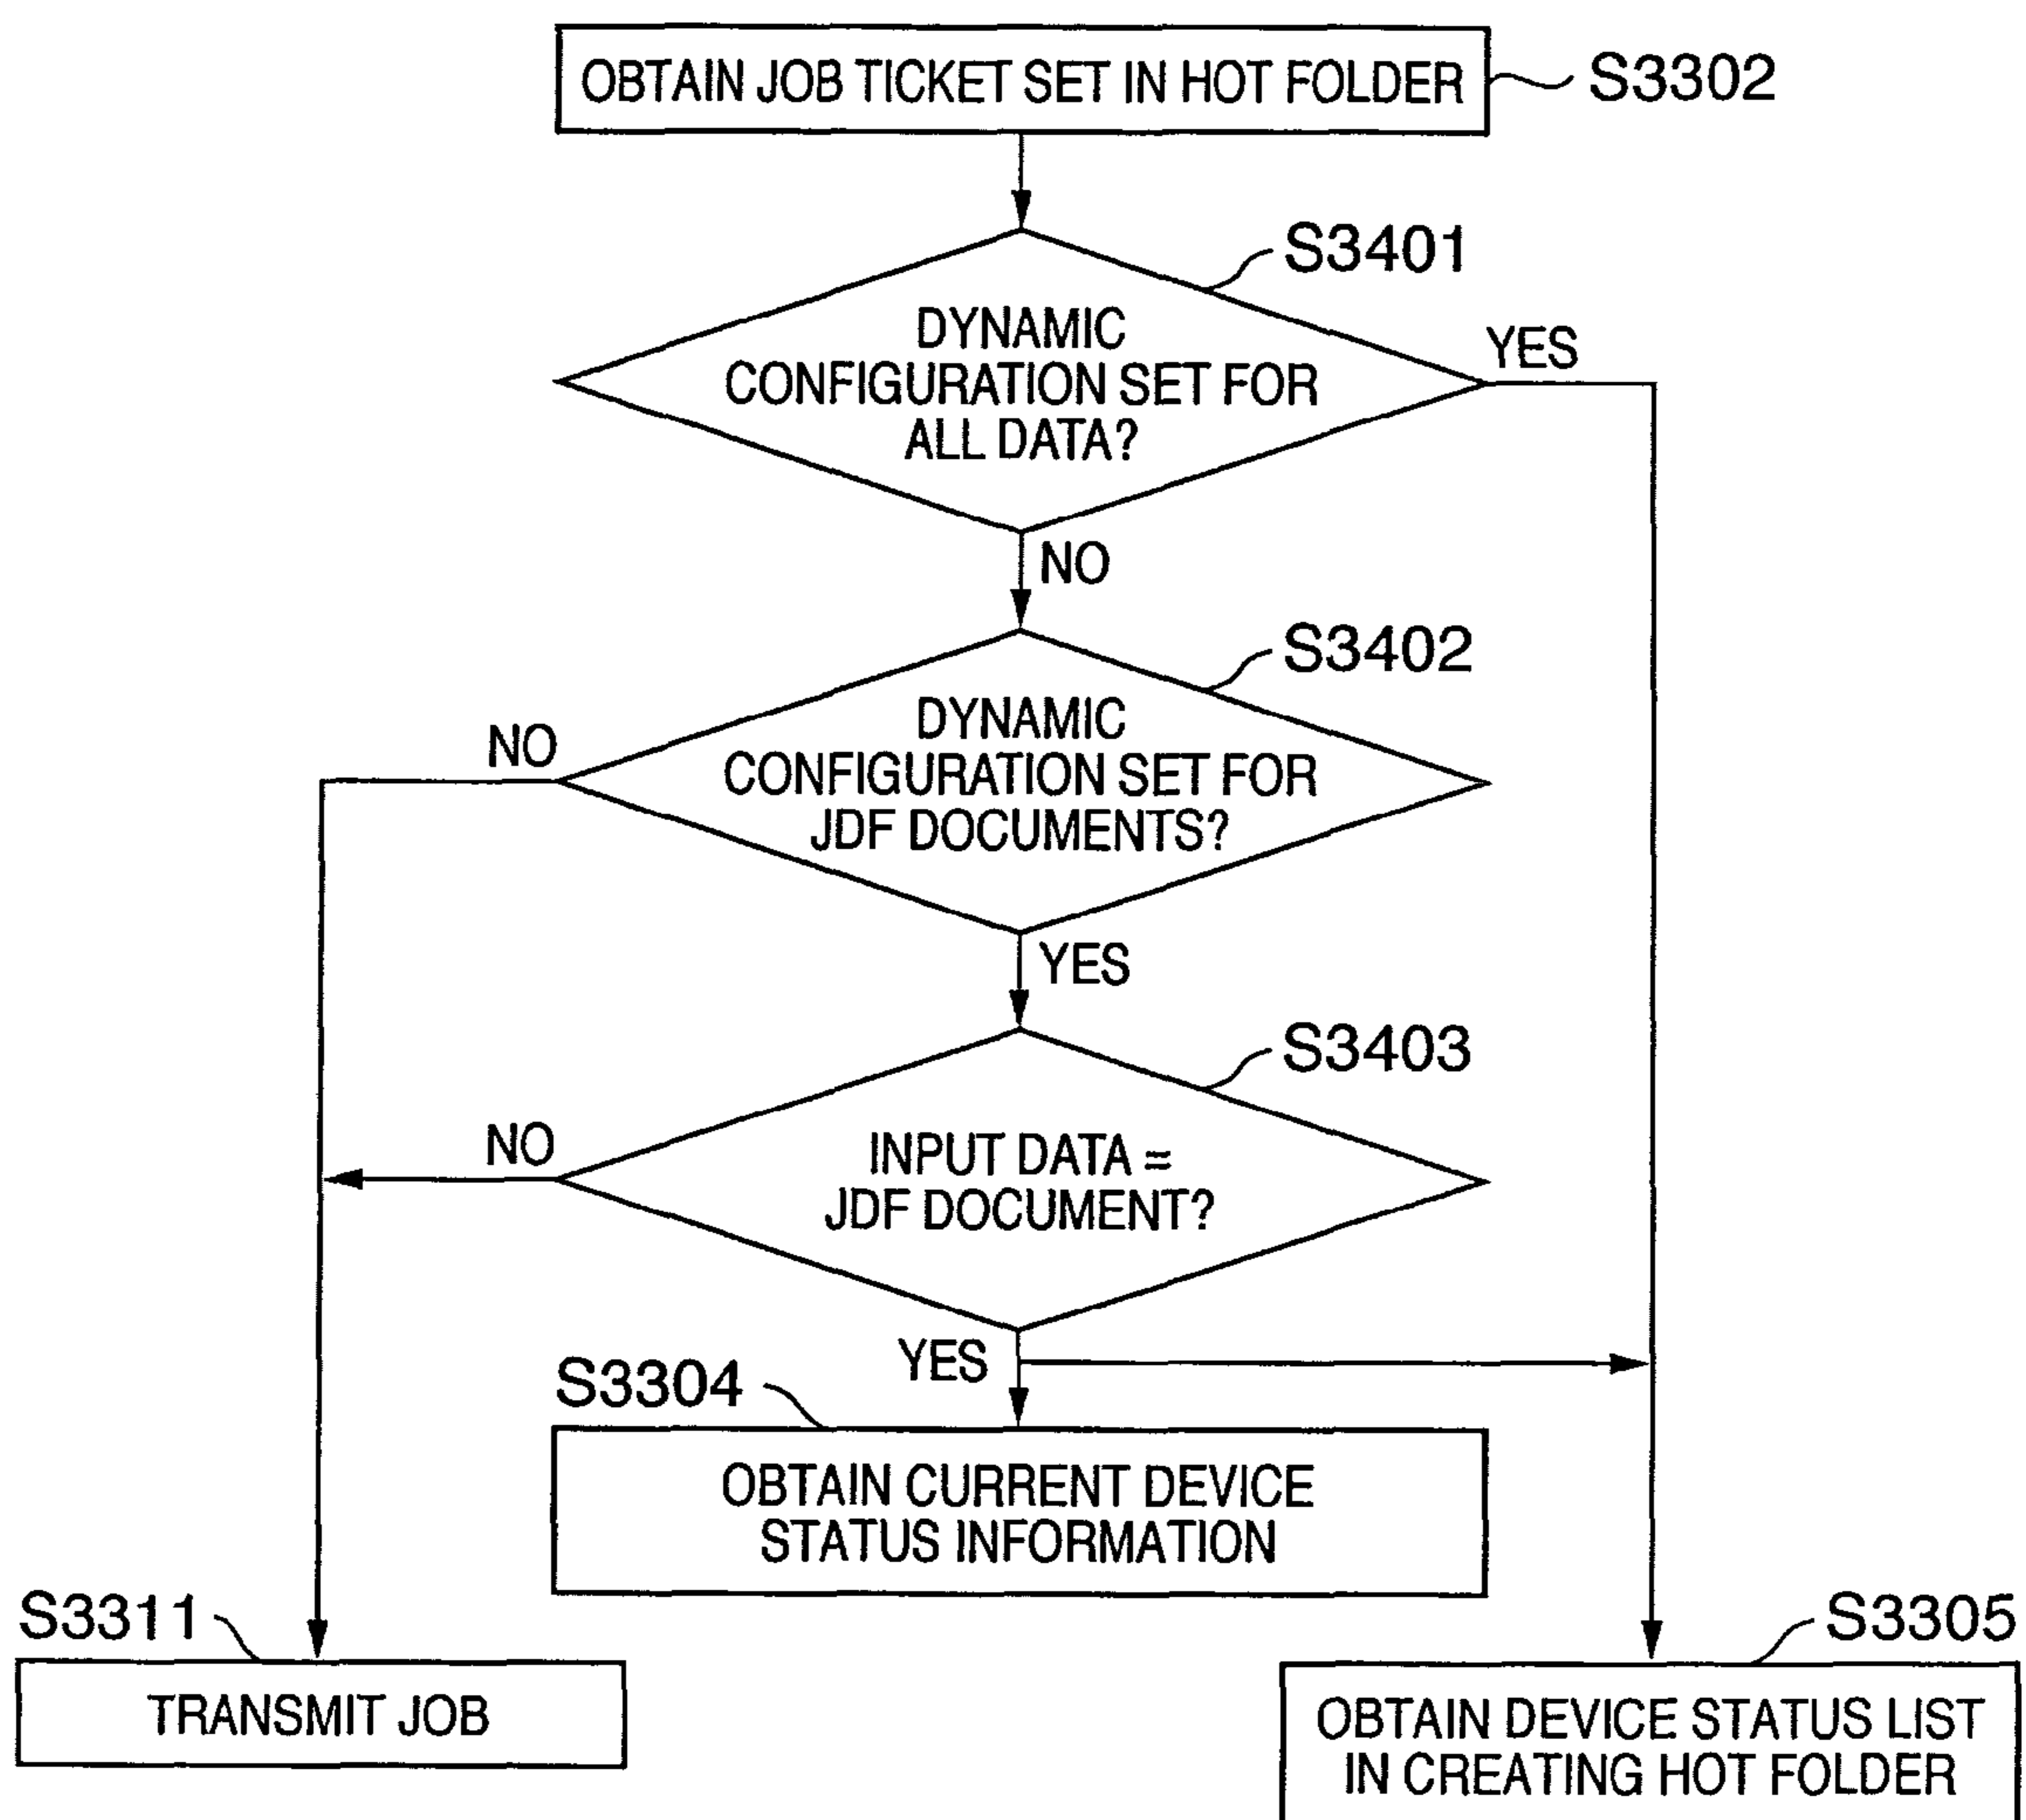 OBTAIN JOB TICKET SET IN HOT FOLDER
S3302
S3401
DYNAMIC
CONFIGURATION SET FOR
ALL DATA?
YES
NO
S3402
DYNAMIC
CONFIGURATION SET FOR
JDF DOCUMENTS?
NO
YES
S3403
INPUT DATA =
JDF DOCUMENT?
NO
YES
S3304
OBTAIN CURRENT DEVICE
STATUS INFORMATION
S3311
TRANSMIT JOB
S3305
OBTAIN DEVICE STATUS LIST
IN CREATING HOT FOLDER